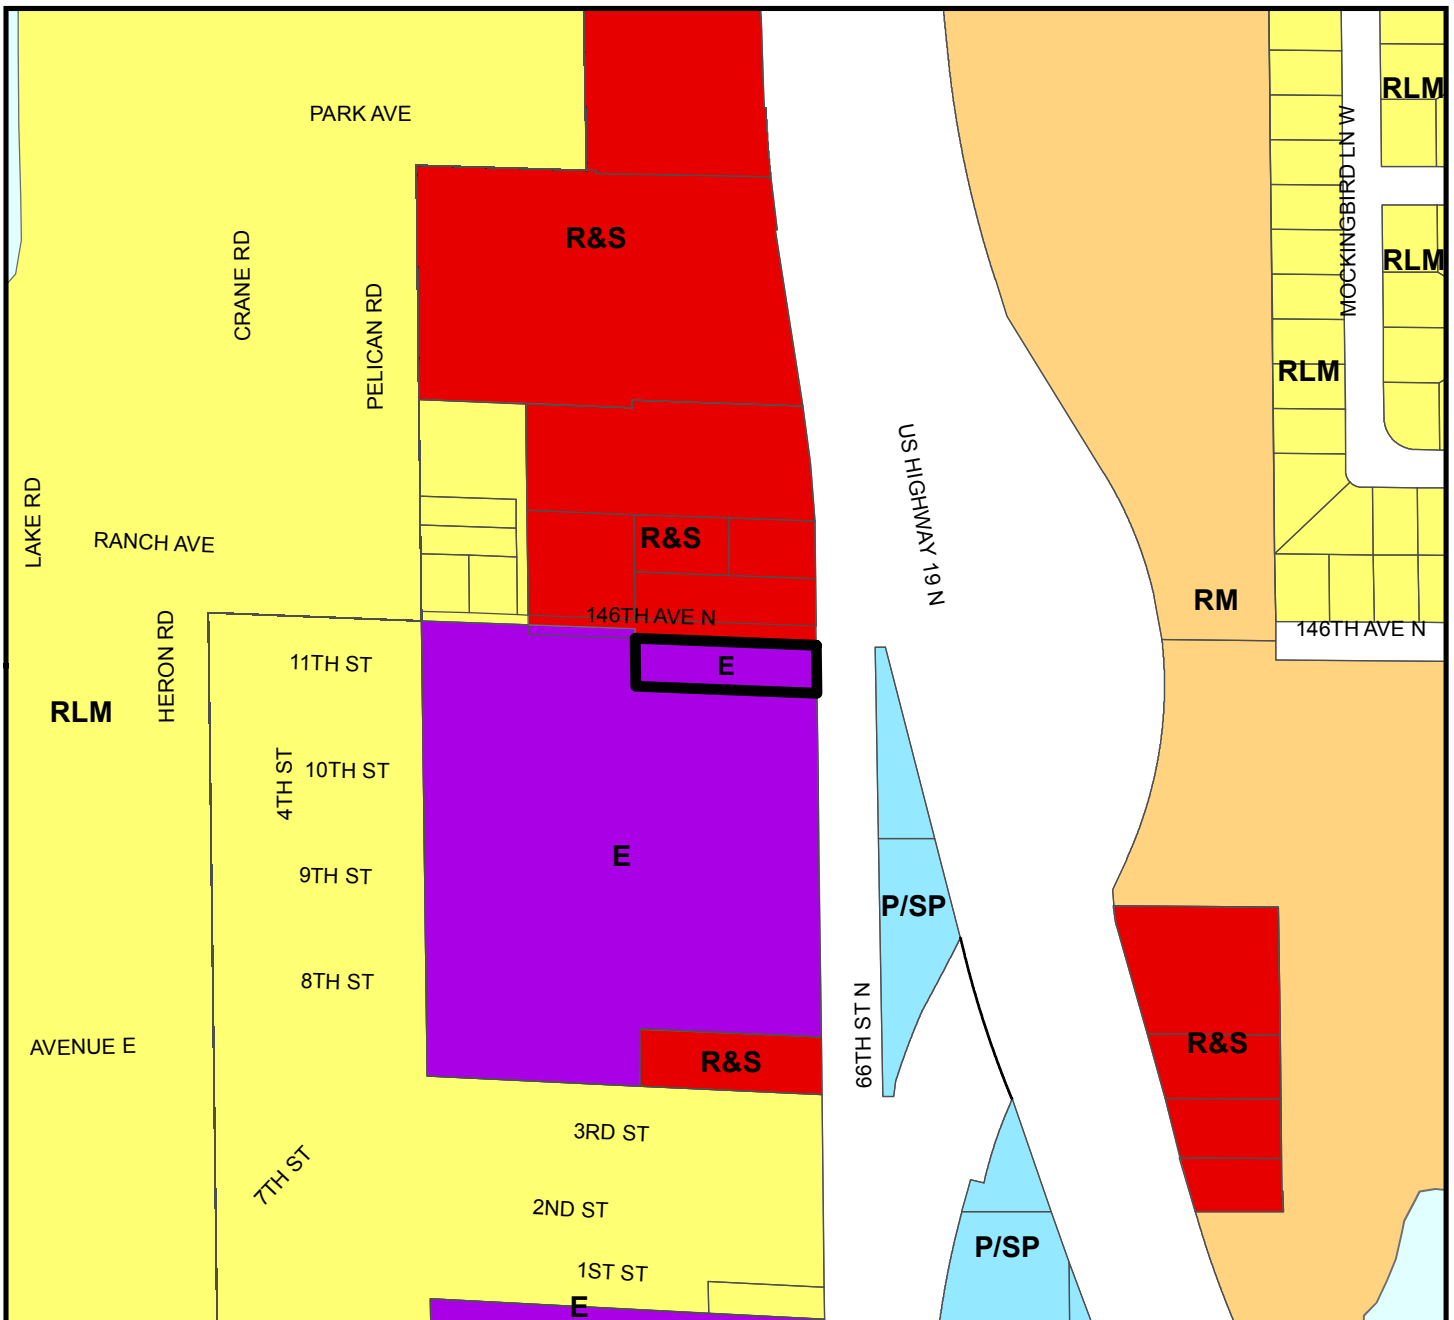 RLM
MOCKINGBIRD LN W
PARK AVE
R&S
CRANE RD
RLM
PELICAN RD
RLM
US HIGHWAY 19 N
LAKE RD
RANCH AVE
R&S
RM
146TH AVE N
146TH AVE N
HERON RD
11TH ST
E
RLM
4TH ST
10TH ST
E
9TH ST
P/SP
8TH ST
66TH ST N
AVENUE E
R&S
R&S
3RD ST
7TH ST
2ND ST
P/SP
1ST ST
E